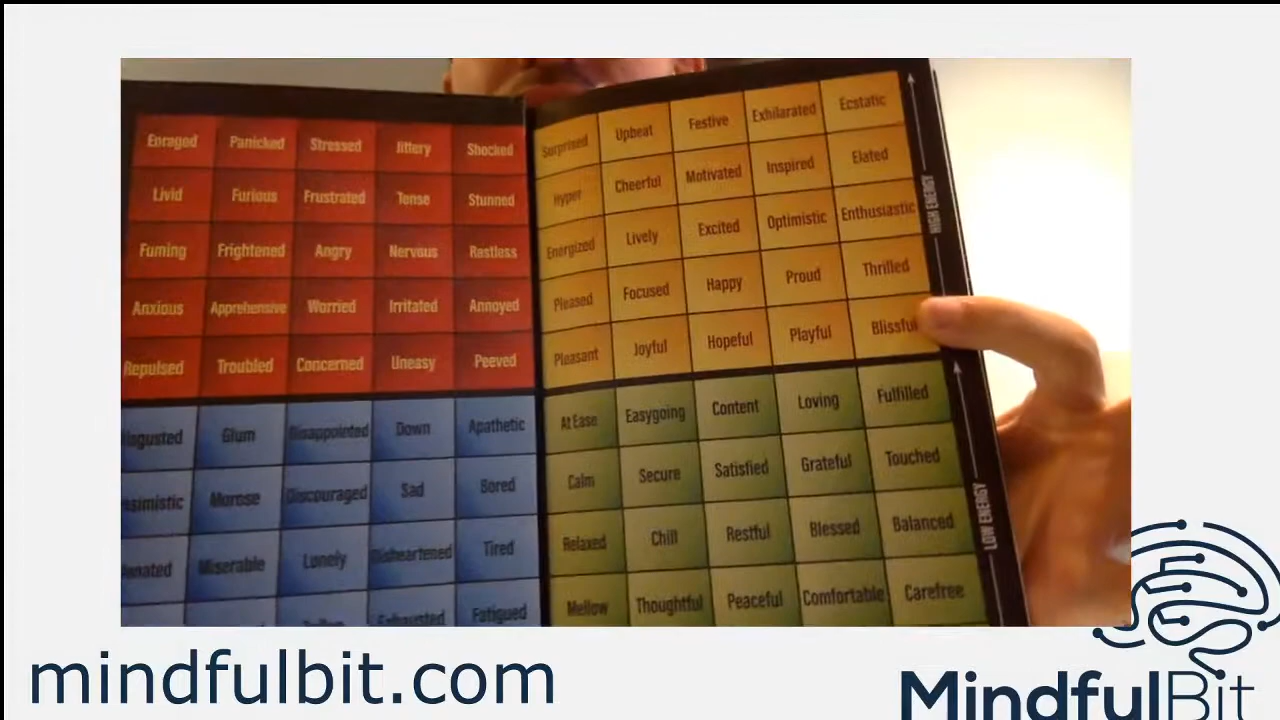 Enraged Panicked Stressed Jittery Shocked
Livid Furious Frustrated Tense Stunned
Fuming Frightened Angry Nervous Restless
Anxious Apprehensive Worried Irritated Annoyed
Repulsed Troubled Concerned Uneasy Peeved
isgusted Glum Disappointed Down Apathetic
ssimistic Morose Discouraged Sad Bored
enated Miserable Lonely Disheartened Tired
Exhausted Fatigued
Surprised Upbeat Festive Exhilarated Ecstatic
Hyper Cheerful Motivated Inspired Elated
Energized Lively Excited Optimistic Enthusiastic
Pleased Focused Happy Proud Thrilled
Pleasant Joyful Hopeful Playful Blissful
At Ease Easygoing Content Loving Fulfilled
Calm Secure Satisfied Grateful Touched
Relaxed Chill Restful Blessed Balanced
Mellow Thoughtful Peaceful Comfortable Carefree
HIGH ENERGY
LOW ENERGY
mindfulbit.com
MindfulBit